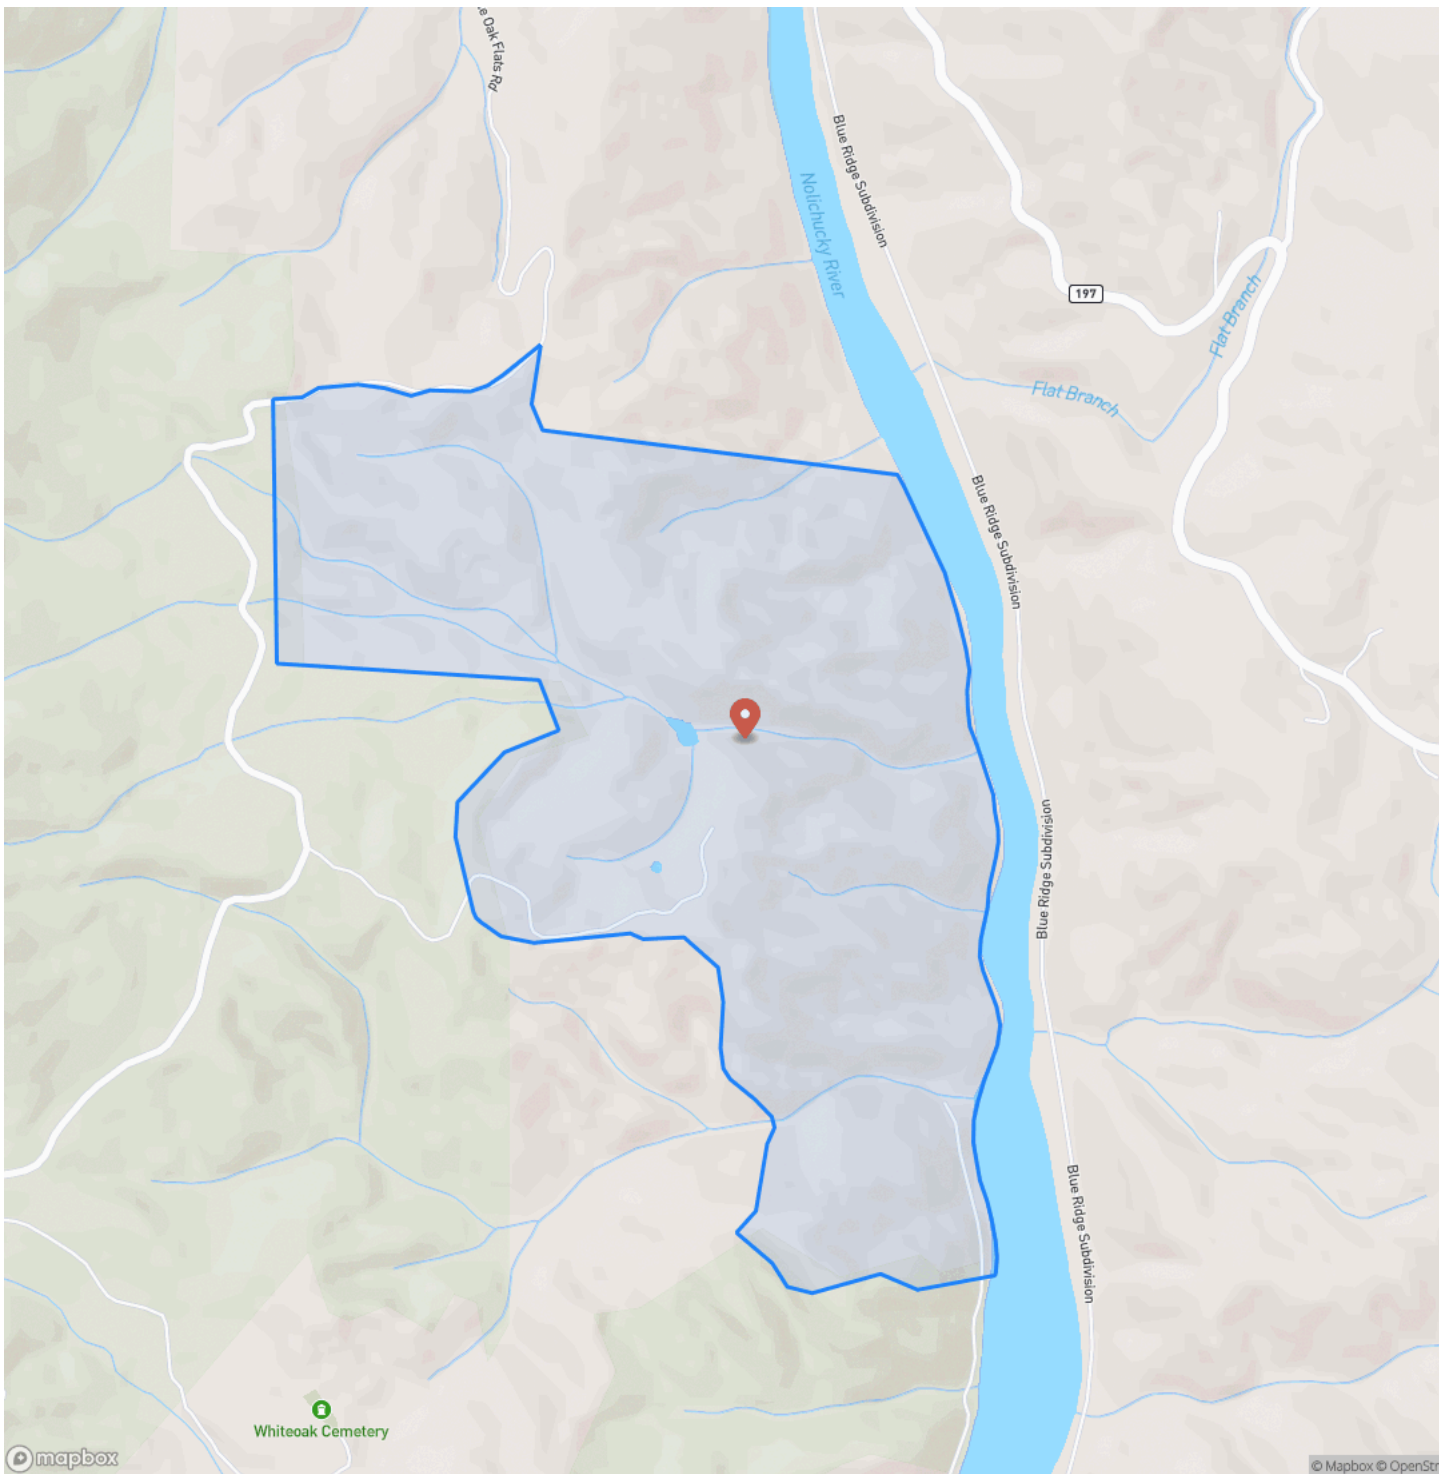 e Oak Flats Rd
Blue Ridge Subdivision
Nolichucky River
197
Flat Branch
Flat Branch
Blue Ridge Subdivision
Blue Ridge Subdivision
Blue Ridge Subdivision
Whiteoak Cemetery
mapbox
© Mapbox © OpenStr